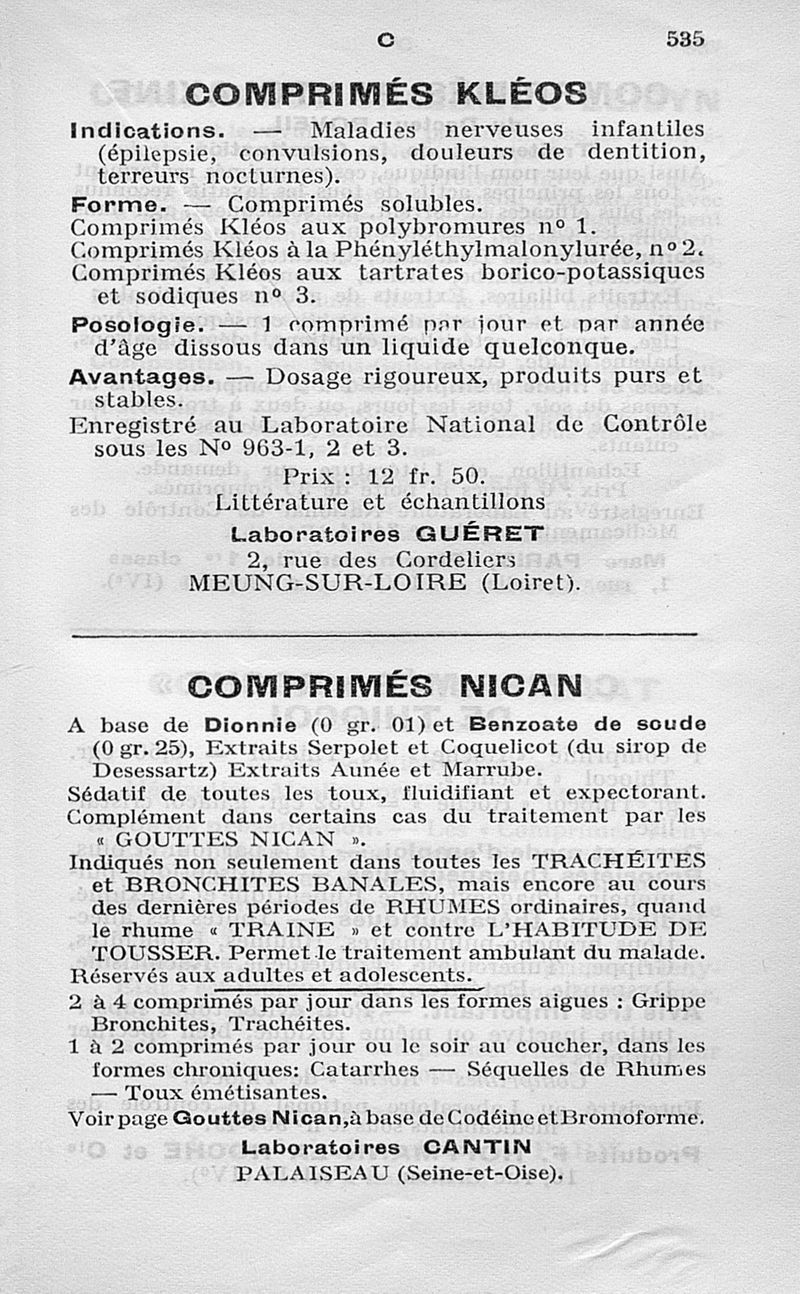 C 535
COMPRIMÉS KLÉOS
Indications. — Maladies nerveuses infantiles
(épilepsie, convulsions, douleurs de dentition,
terreurs nocturnes).
Forme. — Comprimés solubles.
Comprimés Kléos aux polybromures nº 1.
Comprimés Kléos à la Phényléthylmalonylurée, nº 2.
Comprimés Kléos aux tartrates borico-potassiques
et sodiques nº 3.
Posologie. — 1 comprimé par jour et par année
d'âge dissous dans un liquide quelconque.
Avantages. — Dosage rigoureux, produits purs et
stables.
Enregistré au Laboratoire National de Contrôle
sous les Nº 963-1, 2 et 3.
Prix : 12 fr. 50.
Littérature et échantillons
Laboratoires GUÉRET
2, rue des Cordeliers
MEUNG-SUR-LOIRE (Loiret).
COMPRIMÉS NICAN
A base de Dionnie (0 gr. 01) et Benzoate de soude
(0 gr. 25), Extraits Serpolet et Coquelicot (du sirop de
Desessartz) Extraits Aunée et Marrube.
Sédatif de toutes les toux, fluidifiant et expectorant.
Complément dans certains cas du traitement par les
« GOUTTES NICAN ».
Indiqués non seulement dans toutes les TRACHÉITES
et BRONCHITES BANALES, mais encore au cours
des dernières périodes de RHUMES ordinaires, quand
le rhume « TRAINE » et contre L'HABITUDE DE
TOUSSER. Permet le traitement ambulant du malade.
Réservés aux adultes et adolescents.
2 à 4 comprimés par jour dans les formes aigues : Grippe
Bronchites, Trachéites.
1 à 2 comprimés par jour ou le soir au coucher, dans les
formes chroniques: Catarrhes — Séquelles de Rhumes
— Toux émétisantes.
Voir page Gouttes Nican, à base de Codéine et Bromoforme.
Laboratoires CANTIN
PALAISEAU (Seine-et-Oise).